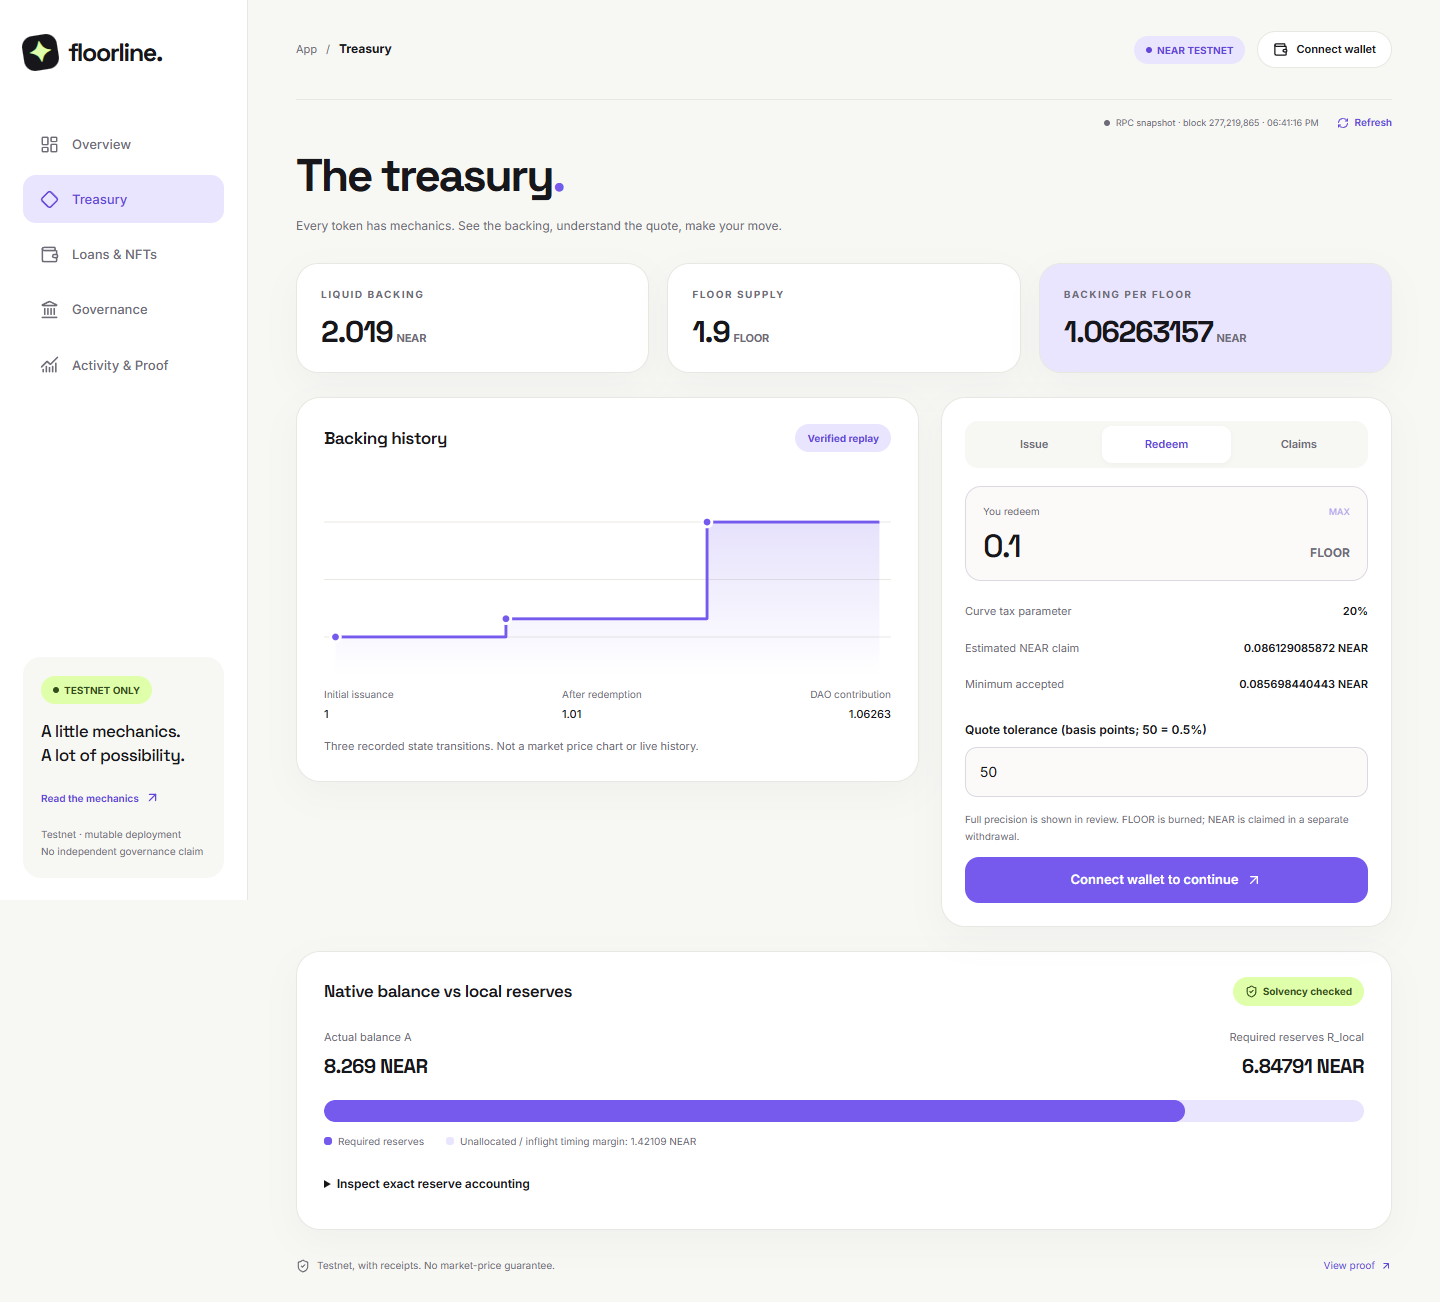 floorline.
Overview
Treasury
Loans & NFTs
Governance
Activity & Proof
TESTNET ONLY
A little mechanics.
A lot of possibility.
Read the mechanics
Testnet · mutable deployment
No independent governance claim
App / Treasury
NEAR TESTNET
Connect wallet
RPC snapshot · block 277,219,865 · 06:41:16 PM
Refresh
The treasury.
Every token has mechanics. See the backing, understand the quote, make your move.
LIQUID BACKING
2.019 NEAR
FLOOR SUPPLY
1.9 FLOOR
BACKING PER FLOOR
1.06263157 NEAR
Backing history
Verified replay
Initial issuance
1
After redemption
1.01
DAO contribution
1.06263
Three recorded state transitions. Not a market price chart or live history.
Issue
Redeem
Claims
You redeem
MAX
0.1
FLOOR
Curve tax parameter
20%
Estimated NEAR claim
0.086129085872 NEAR
Minimum accepted
0.085698440443 NEAR
Quote tolerance (basis points; 50 = 0.5%)
50
Full precision is shown in review. FLOOR is burned; NEAR is claimed in a separate
withdrawal.
Connect wallet to continue
Native balance vs local reserves
Solvency checked
Actual balance A
8.269 NEAR
Required reserves R_local
6.84791 NEAR
Required reserves
Unallocated / inflight timing margin: 1.42109 NEAR
Inspect exact reserve accounting
Testnet, with receipts. No market-price guarantee.
View proof